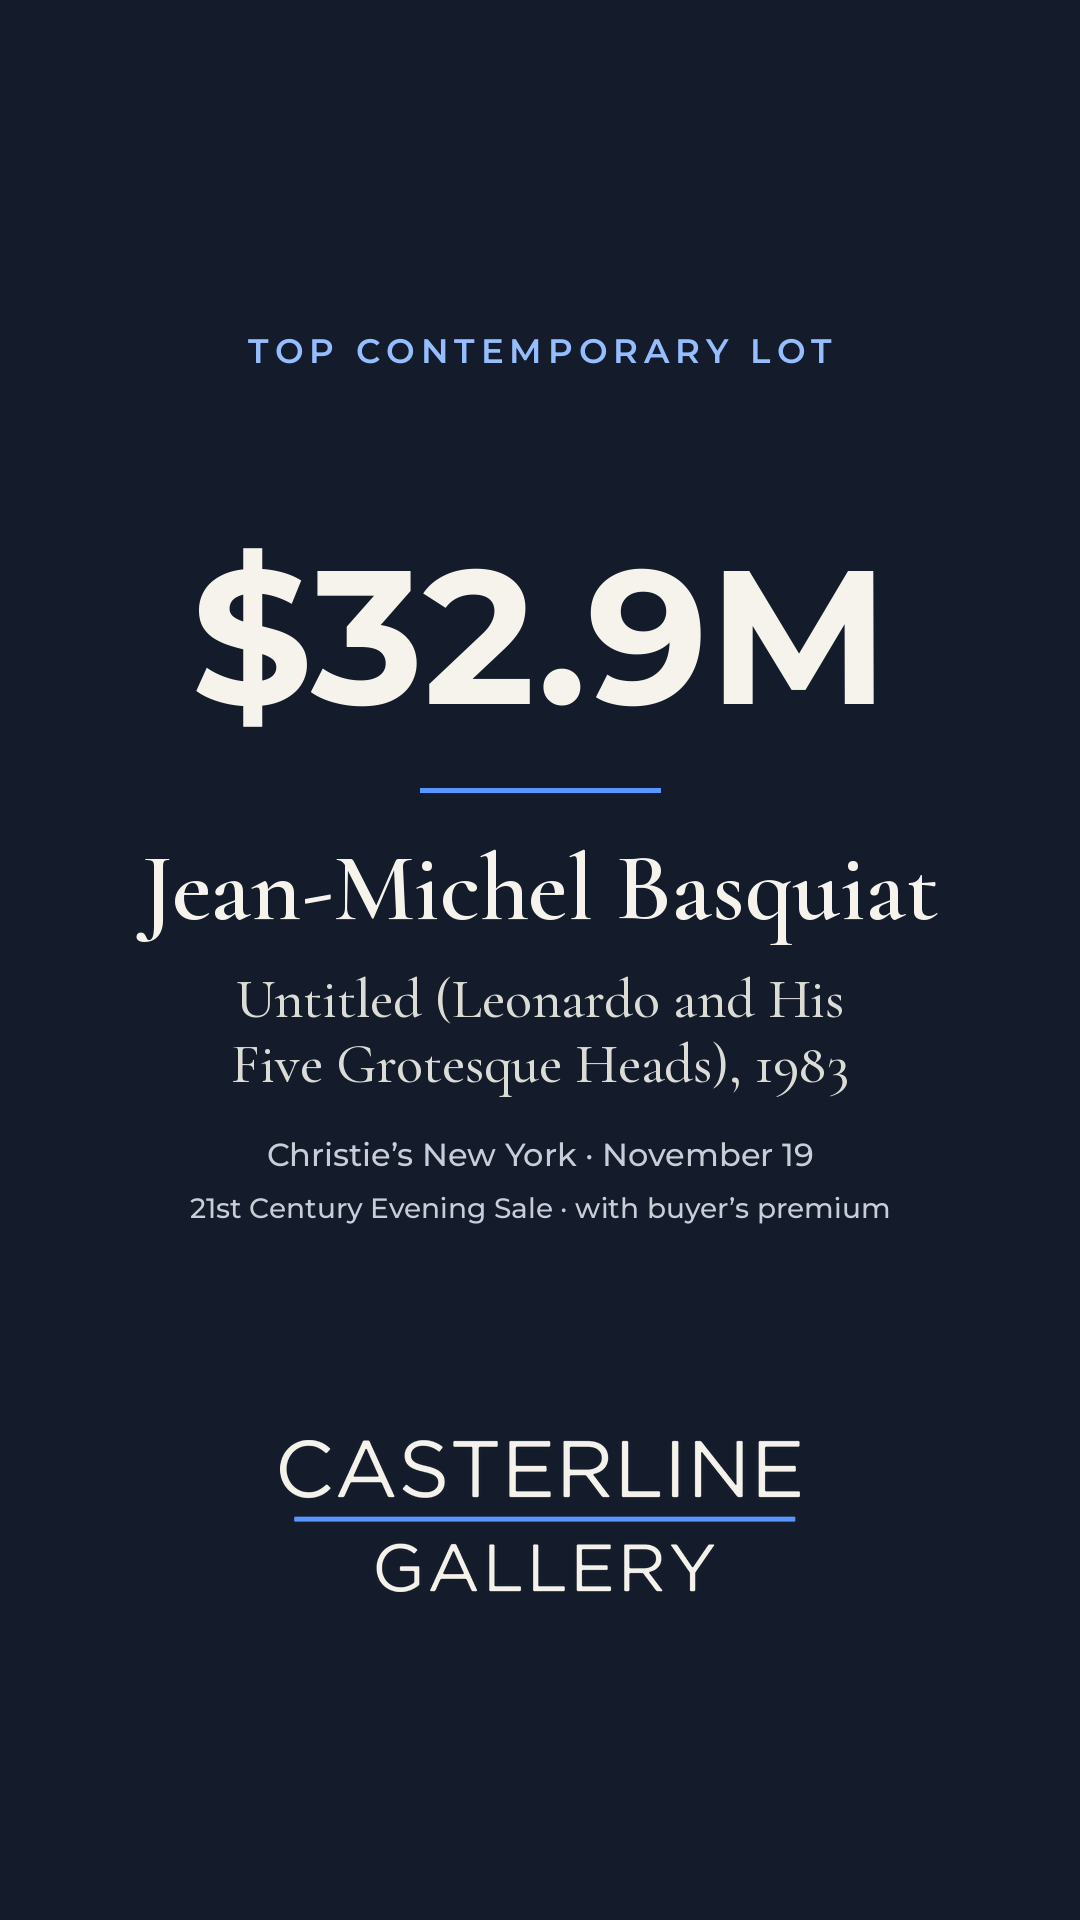 TOP CONTEMPORARY LOT
$32.9M
Jean-Michel Basquiat
Untitled (Leonardo and His
Five Grotesque Heads), 1983
Christie’s New York · November 19
21st Century Evening Sale · with buyer’s premium
CASTERLINE
GALLERY